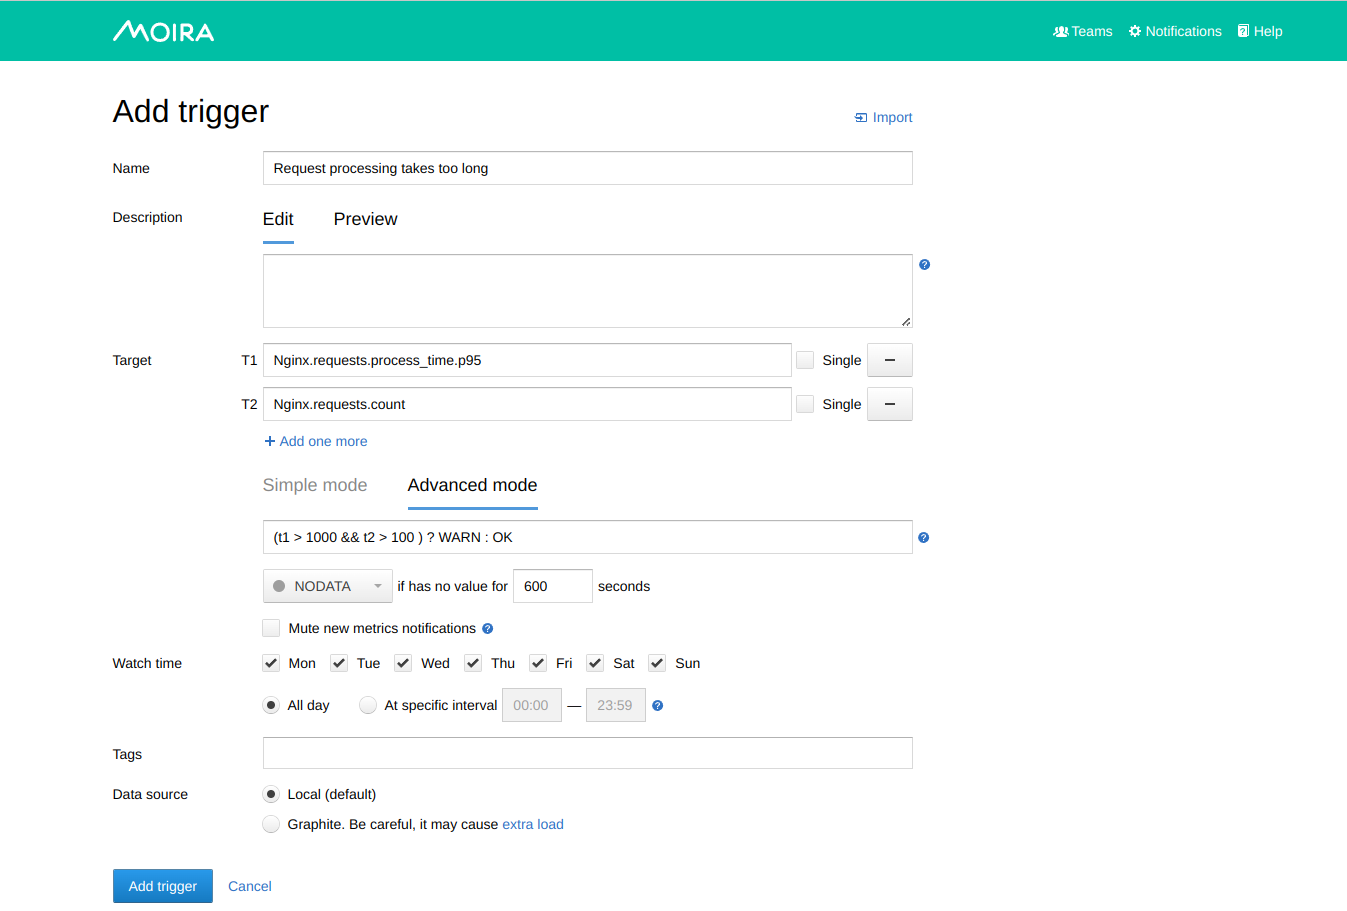 MOIRA
Teams Notifications Help
Add trigger
Import
Name Request processing takes too long
Description Edit Preview
Target T1 Nginx.requests.process_time.p95 Single
T2 Nginx.requests.count Single
+ Add one more
Simple mode Advanced mode
(t1 > 1000 && t2 > 100 ) ? WARN : OK
NODATA if has no value for 600 seconds
Mute new metrics notifications
Watch time Mon Tue Wed Thu Fri Sat Sun
All day At specific interval 00:00 — 23:59
Tags
Data source Local (default)
Graphite. Be careful, it may cause extra load
Add trigger Cancel